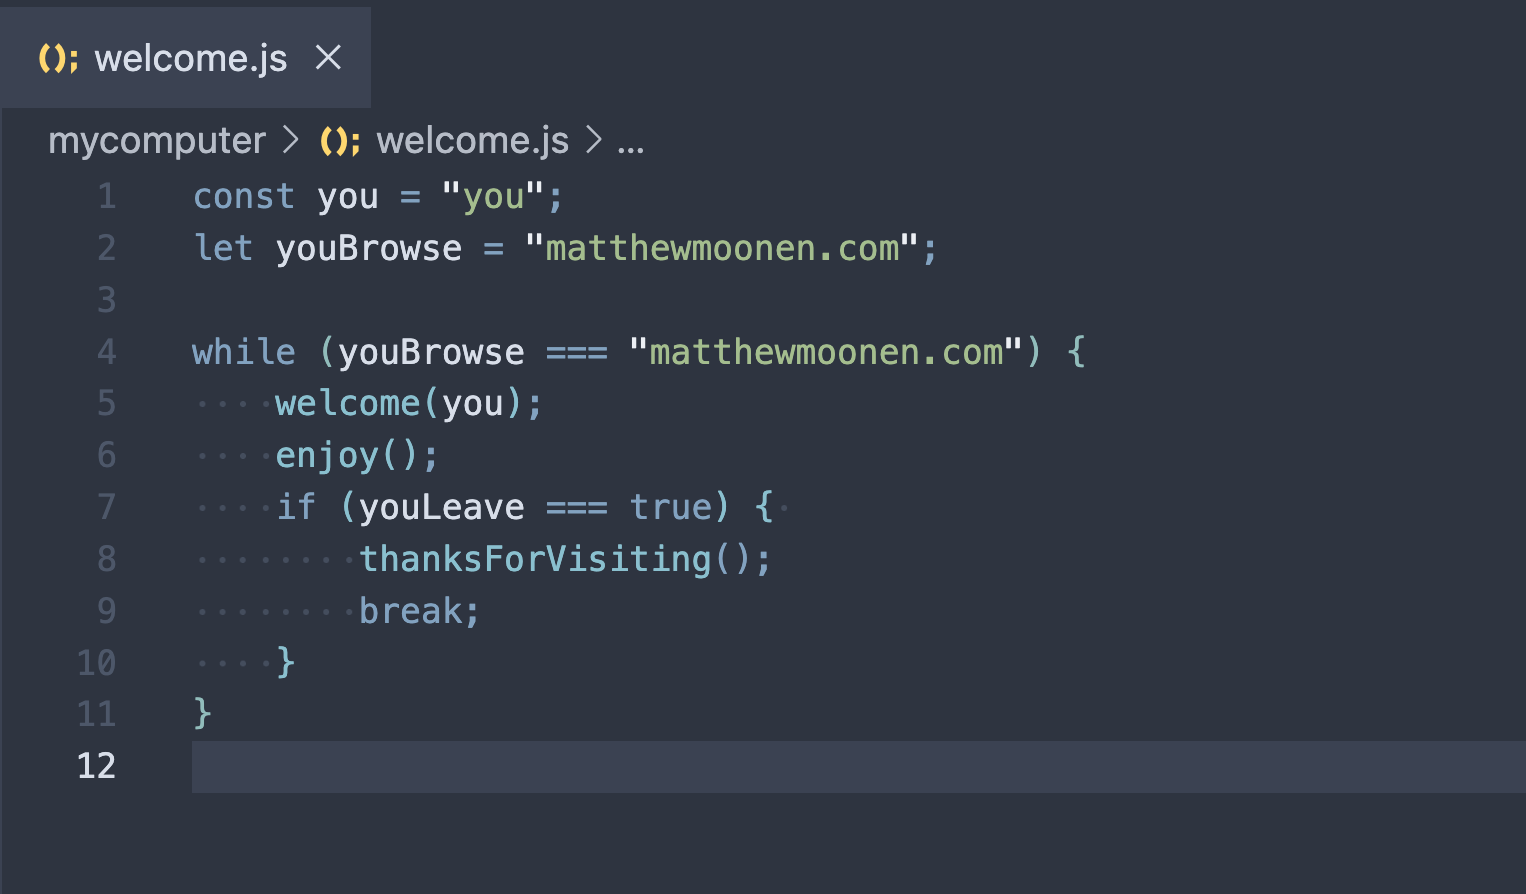 (); welcome.js ×
mycomputer > (); welcome.js > ...
1 const you = "you";
2 let youBrowse = "matthewmoonen.com";
3
4 while (youBrowse === "matthewmoonen.com") {
5 ····welcome(you);
6 ····enjoy();
7 ····if (youLeave === true) {·
8 ········thanksForVisiting();
9 ········break;
10 ····}
11 }
12